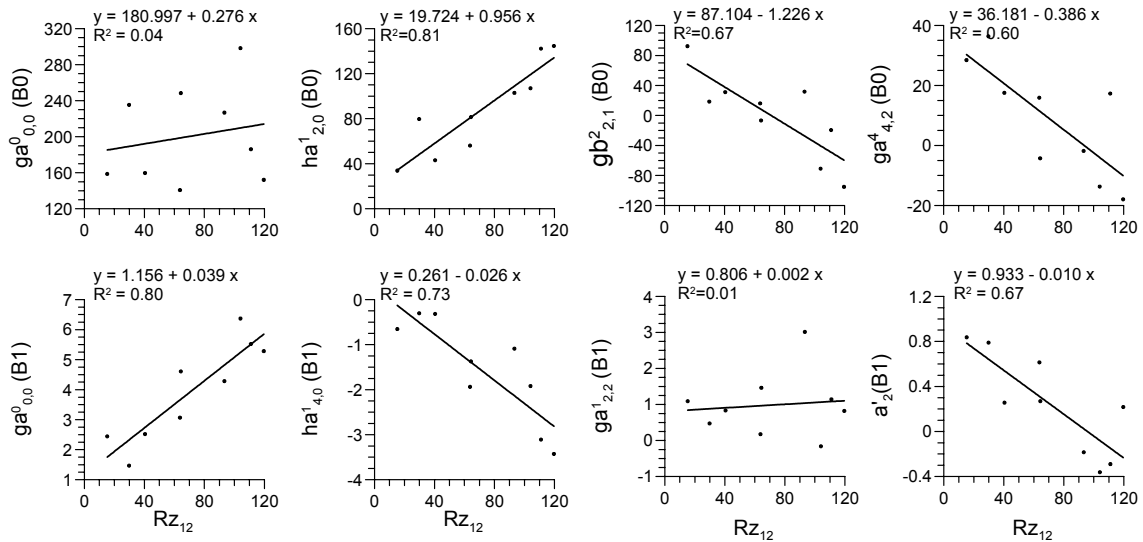 y = 180.997 + 0.276 x
R² = 0.04
ga⁰₀,₀ (B0)
320
280
240
200
160
120
0 40 80 120
y = 19.724 + 0.956 x
R²=0.81
ha¹₂,₀ (B0)
160
120
80
40
0
0 40 80 120
y = 87.104 - 1.226 x
R²=0.67
gb²₂,₁ (B0)
120
80
40
0
-40
-80
-120
0 40 80 120
y = 36.181 - 0.386 x
R² = 0.60
ga⁴₄,₂ (B0)
40
20
0
-20
0 40 80 120
y = 1.156 + 0.039 x
R² = 0.80
ga⁰₀,₀ (B1)
7
6
5
4
3
2
1
0 40 80 120
Rz₁₂
y = 0.261 - 0.026 x
R² = 0.73
ha¹₄,₀ (B1)
0
-1
-2
-3
-4
0 40 80 120
Rz₁₂
y = 0.806 + 0.002 x
R²=0.01
ga¹₂,₂ (B1)
4
3
2
1
0
-1
0 40 80 120
Rz₁₂
y = 0.933 - 0.010 x
R² = 0.67
a'₂(B1)
1.2
0.8
0.4
0
-0.4
0 40 80 120
Rz₁₂